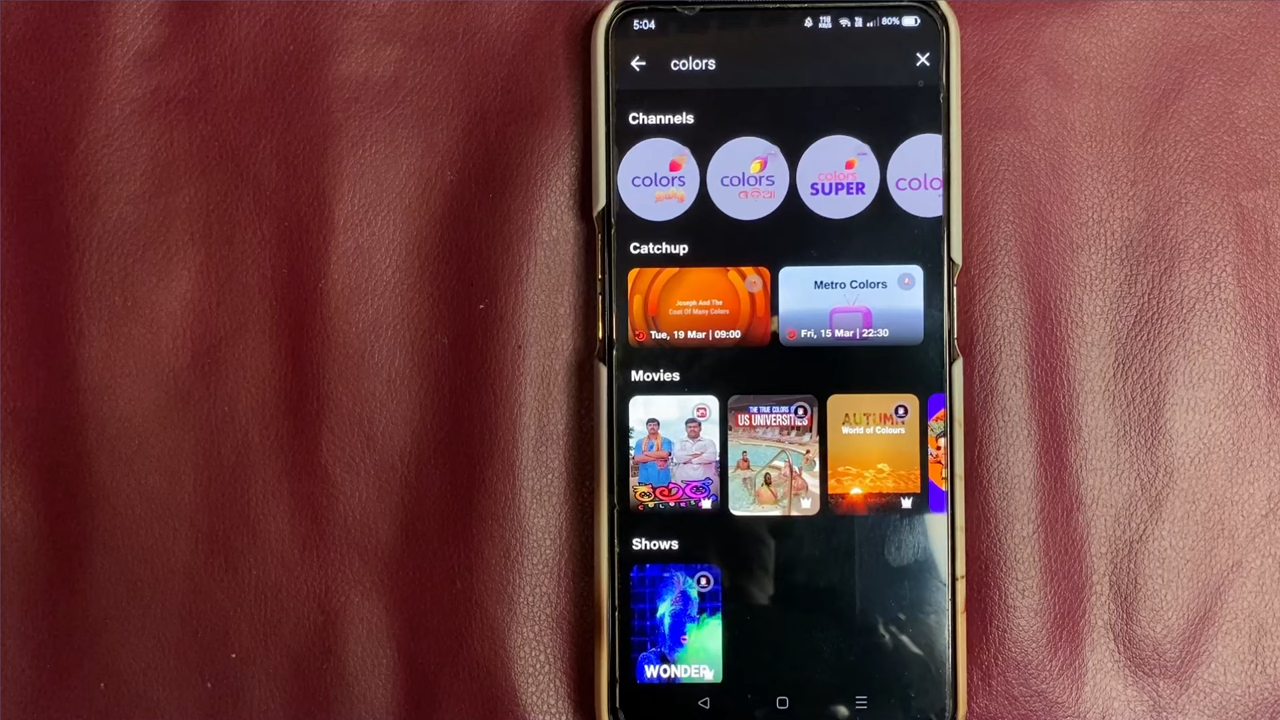 5:04
80%
colors
Channels
colors
தமிழ்
colors
ଓଡ଼ିଆ
colors
SUPER
colo
Catchup
Joseph And The
Coat Of Many Colors
Tue, 19 Mar | 09:00
Metro Colors
Fri, 15 Mar | 22:30
Movies
THE TRUE COLORS
US UNIVERSITIES
AUTUMN
World of Colours
Shows
WONDER